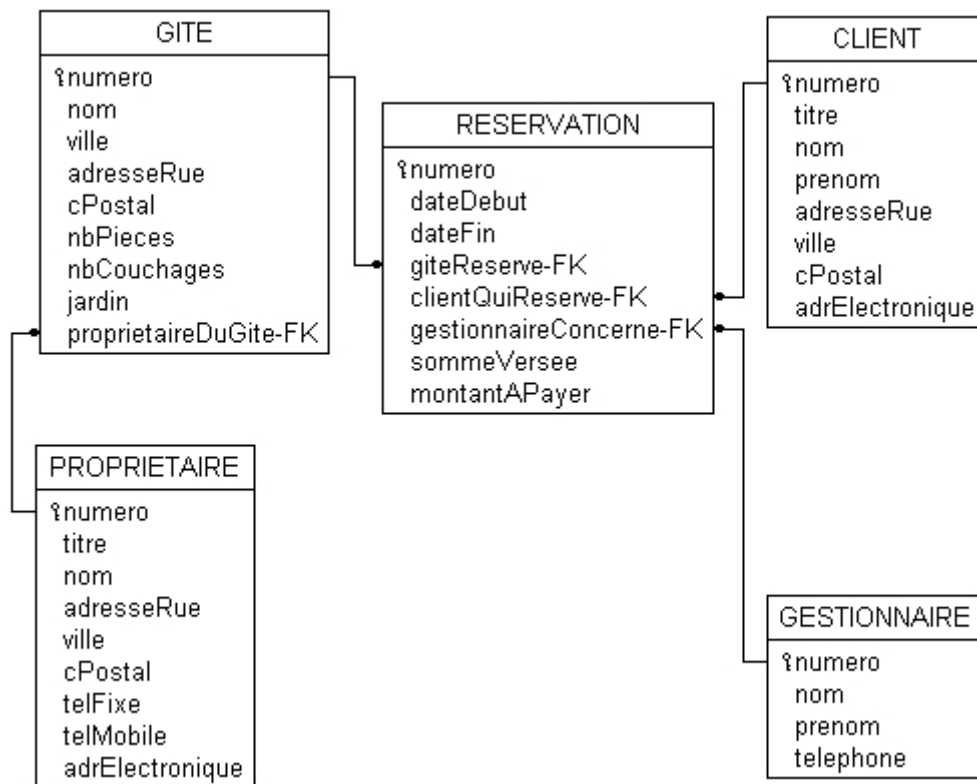 GITE
numero
nom
ville
adresseRue
cPostal
nbPieces
nbCouchages
jardin
proprietaireDuGite-FK
RESERVATION
numero
dateDebut
dateFin
giteReserve-FK
clientQuiReserve-FK
gestionnaireConcerne-FK
sommeVersee
montantAPayer
CLIENT
numero
titre
nom
prenom
adresseRue
ville
cPostal
adrElectronique
PROPRIETAIRE
numero
titre
nom
adresseRue
ville
cPostal
telFixe
telMobile
adrElectronique
GESTIONNAIRE
numero
nom
prenom
telephone